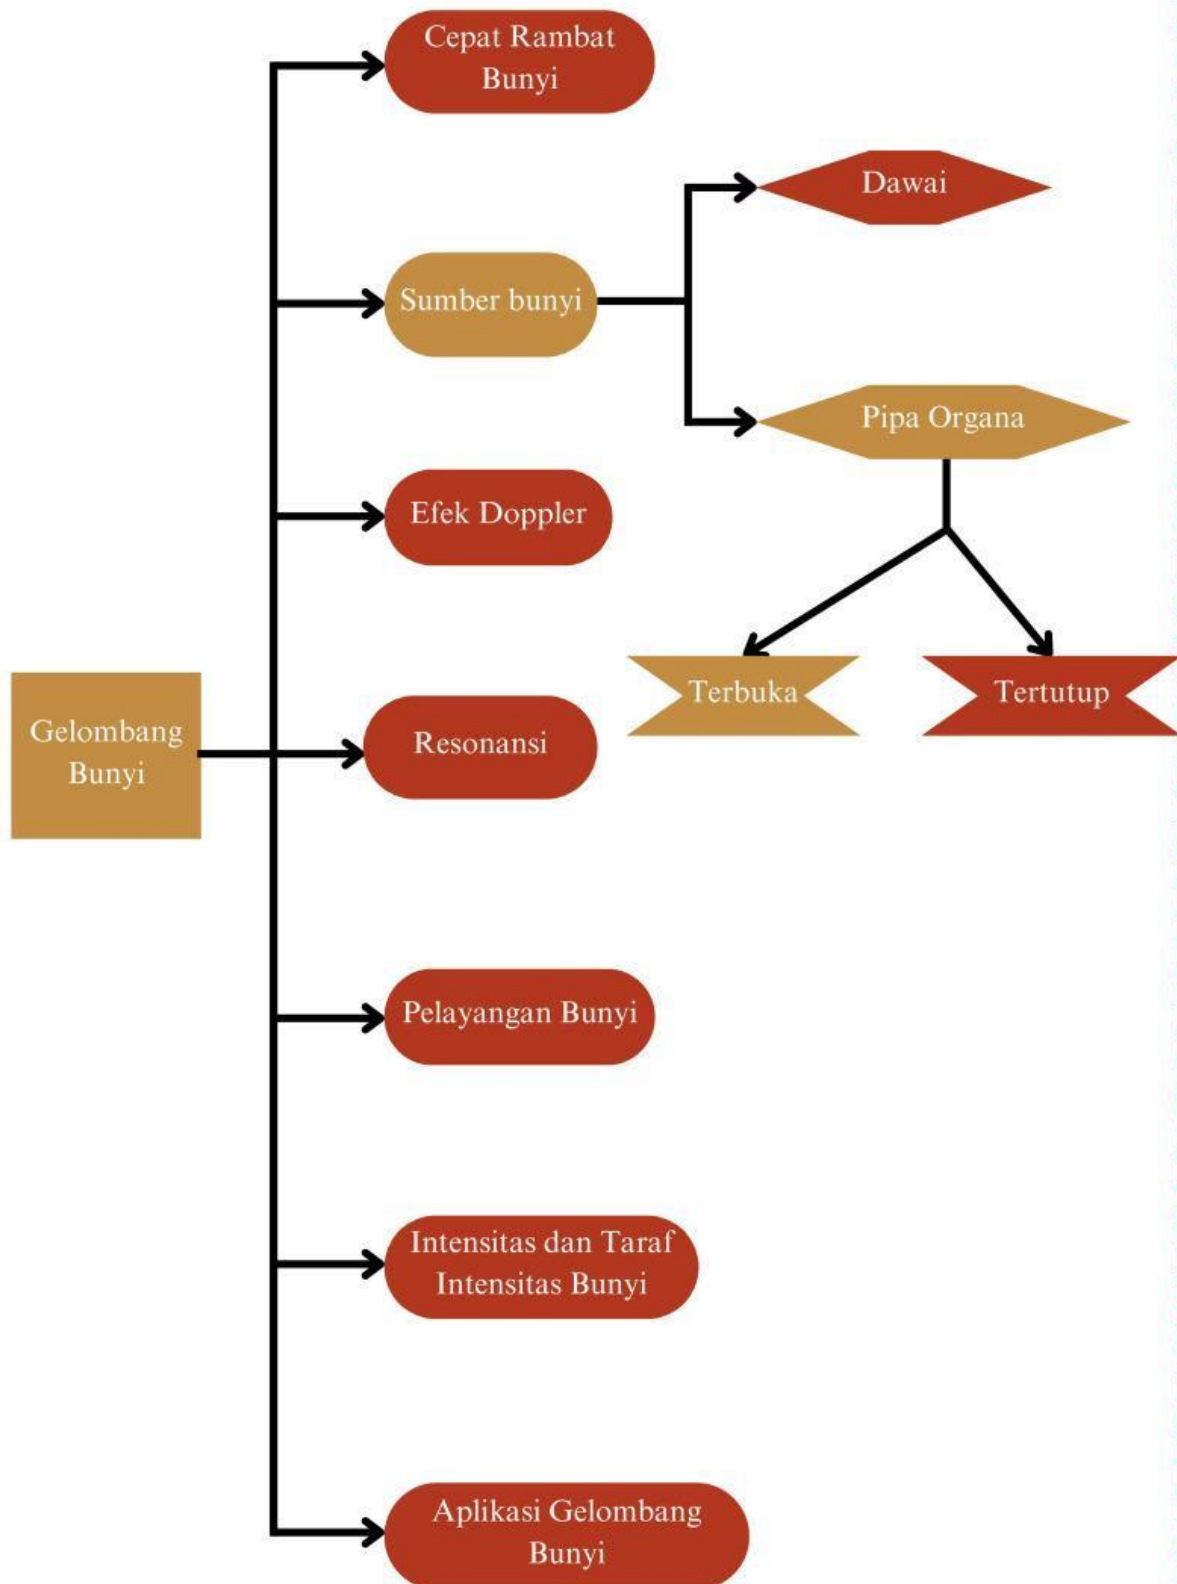 Cepat Rambat
Bunyi
Dawai
Sumber bunyi
Pipa Organa
Efek Doppler
Terbuka
Tertutup
Gelombang
Bunyi
Resonansi
Pelayangan Bunyi
Intensitas dan Taraf
Intensitas Bunyi
Aplikasi Gelombang
Bunyi